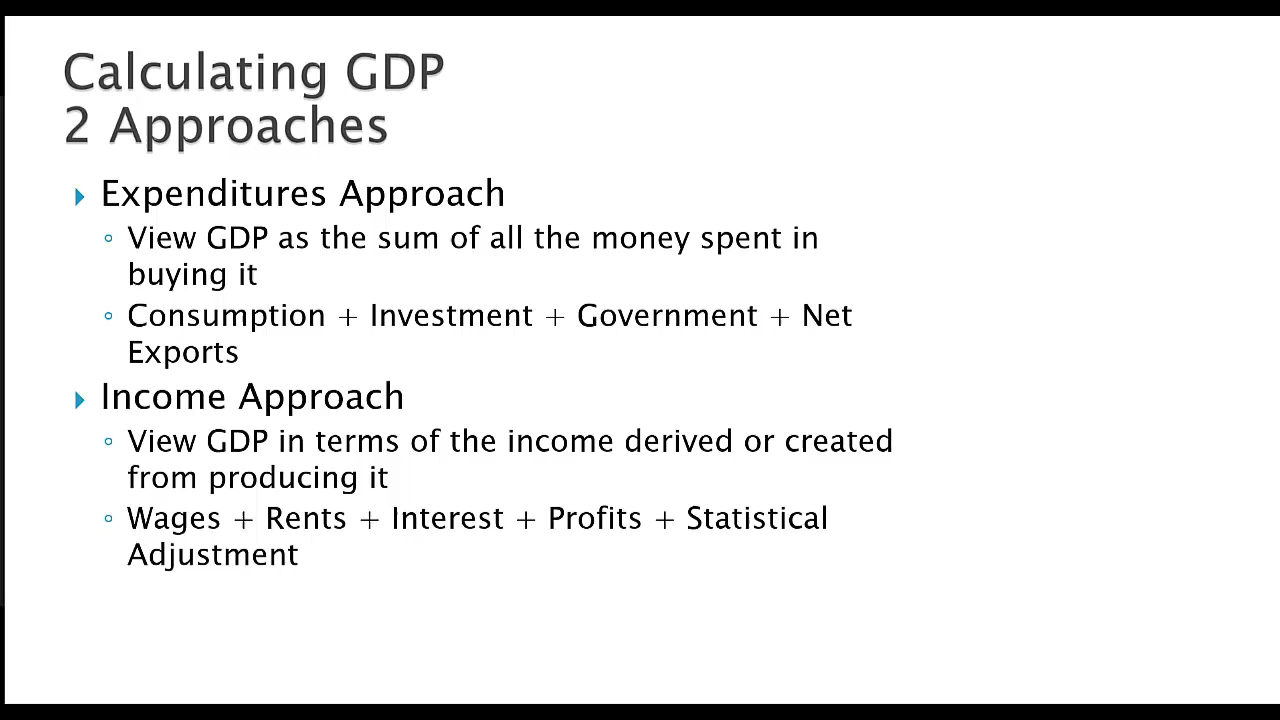 Calculating GDP
2 Approaches
Expenditures Approach
View GDP as the sum of all the money spent in
buying it
Consumption + Investment + Government + Net
Exports
Income Approach
View GDP in terms of the income derived or created
from producing it
Wages + Rents + Interest + Profits + Statistical
Adjustment